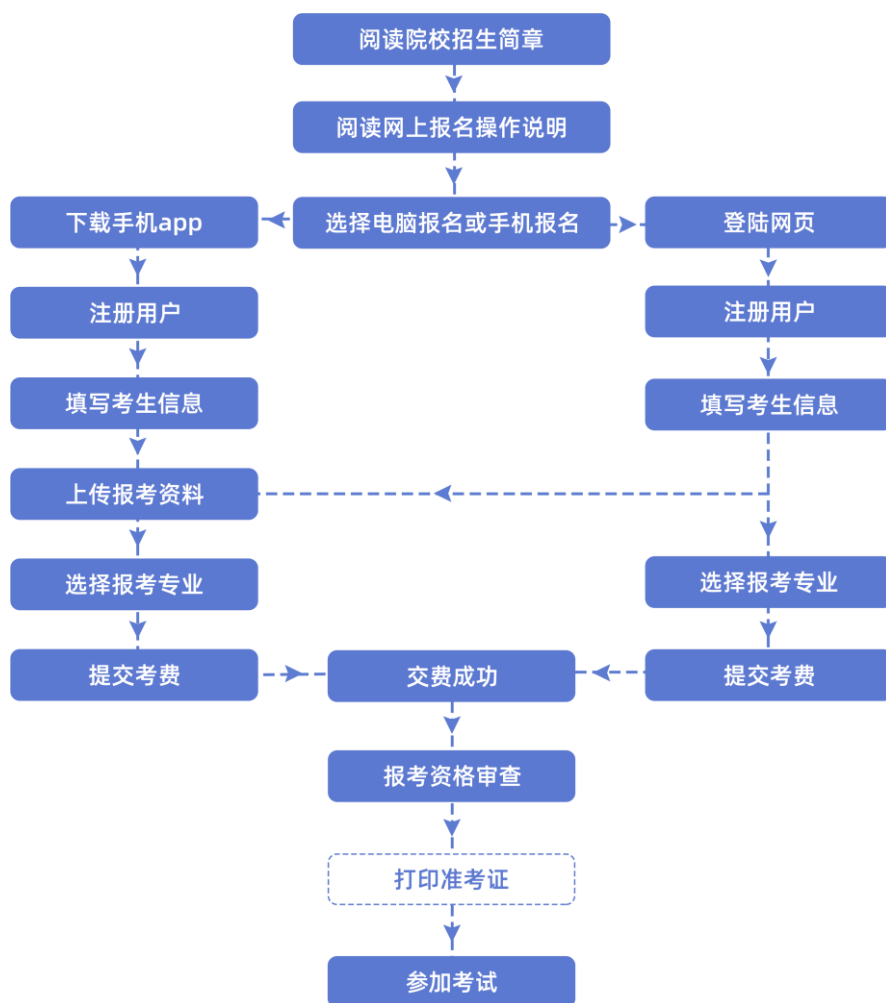 阅读院校招生简章
阅读网上报名操作说明
下载手机app
选择电脑报名或手机报名
登陆网页
注册用户
注册用户
填写考生信息
填写考生信息
上传报考资料
选择报考专业
选择报考专业
提交考费
交费成功
提交考费
报考资格审查
打印准考证
参加考试